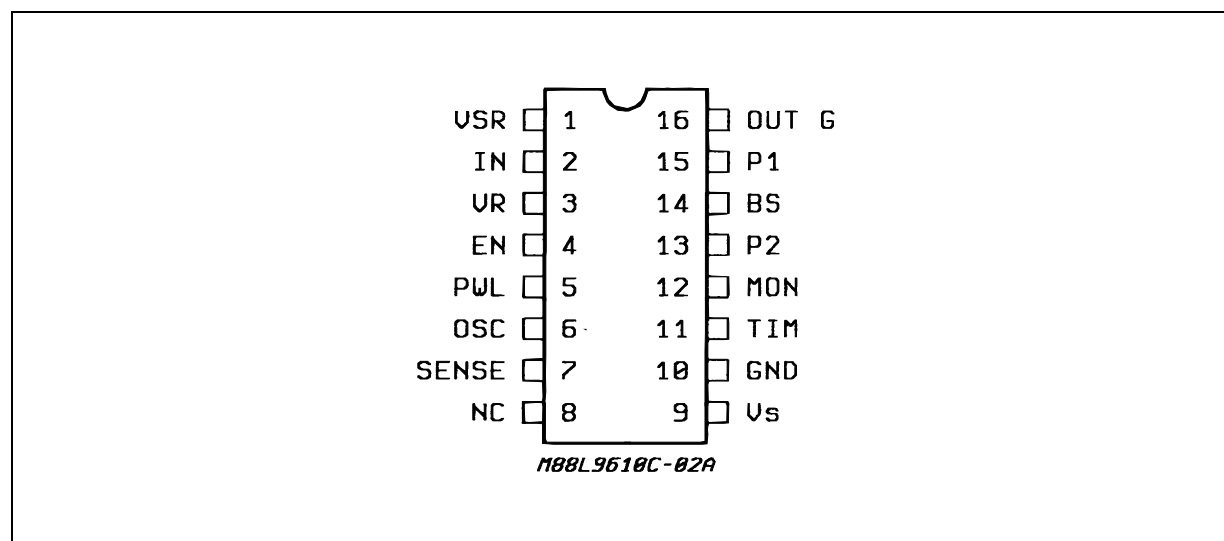 VSR 1 16 OUT G
IN 2 15 P1
VR 3 14 BS
EN 4 13 P2
PWL 5 12 MON
OSC 6 11 TIM
SENSE 7 10 GND
NC 8 9 Vs
M88L9610C-02A